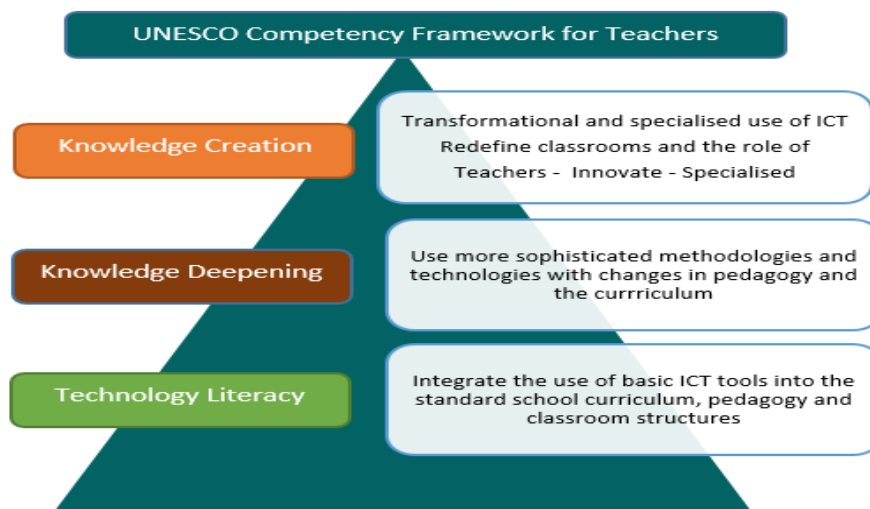 UNESCO Competency Framework for Teachers
Knowledge Creation
Transformational and specialised use of ICT
Redefine classrooms and the role of
Teachers - Innovate - Specialised
Knowledge Deepening
Use more sophisticated methodologies and
technologies with changes in pedagogy and
the currriculum
Technology Literacy
Integrate the use of basic ICT tools into the
standard school curriculum, pedagogy and
classroom structures